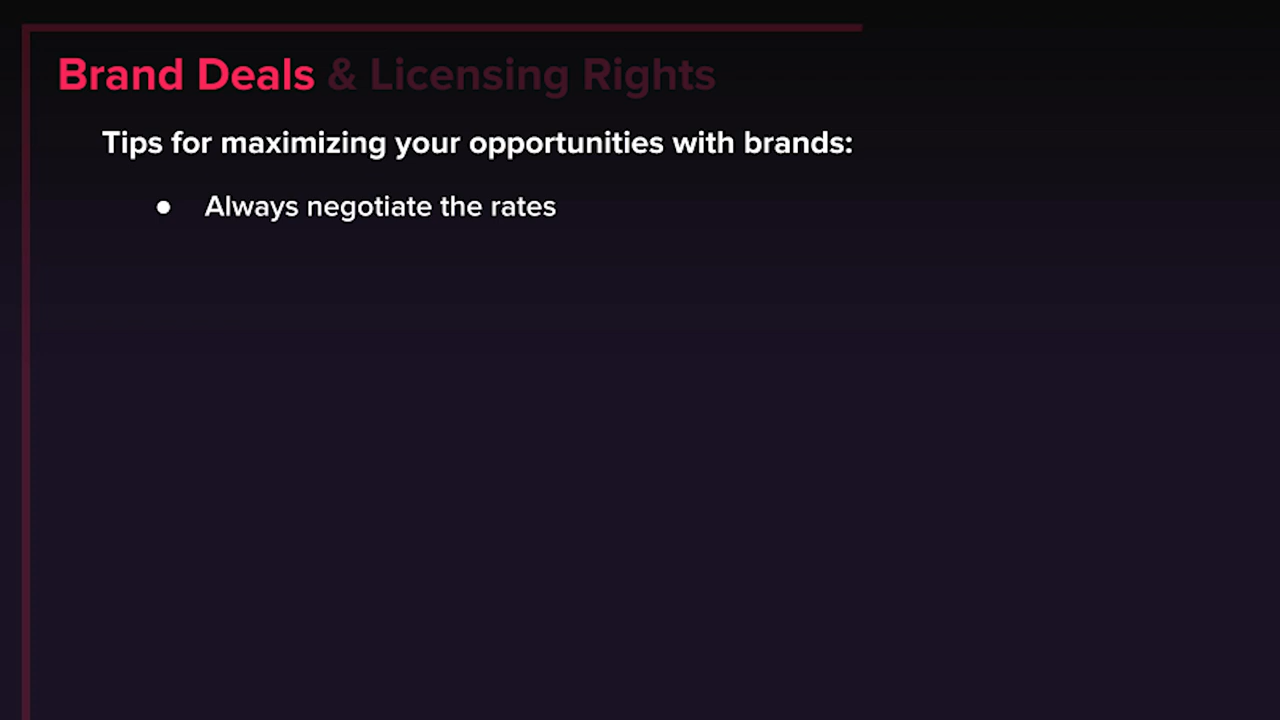 Brand Deals & Licensing Rights
Tips for maximizing your opportunities with brands:
● Always negotiate the rates